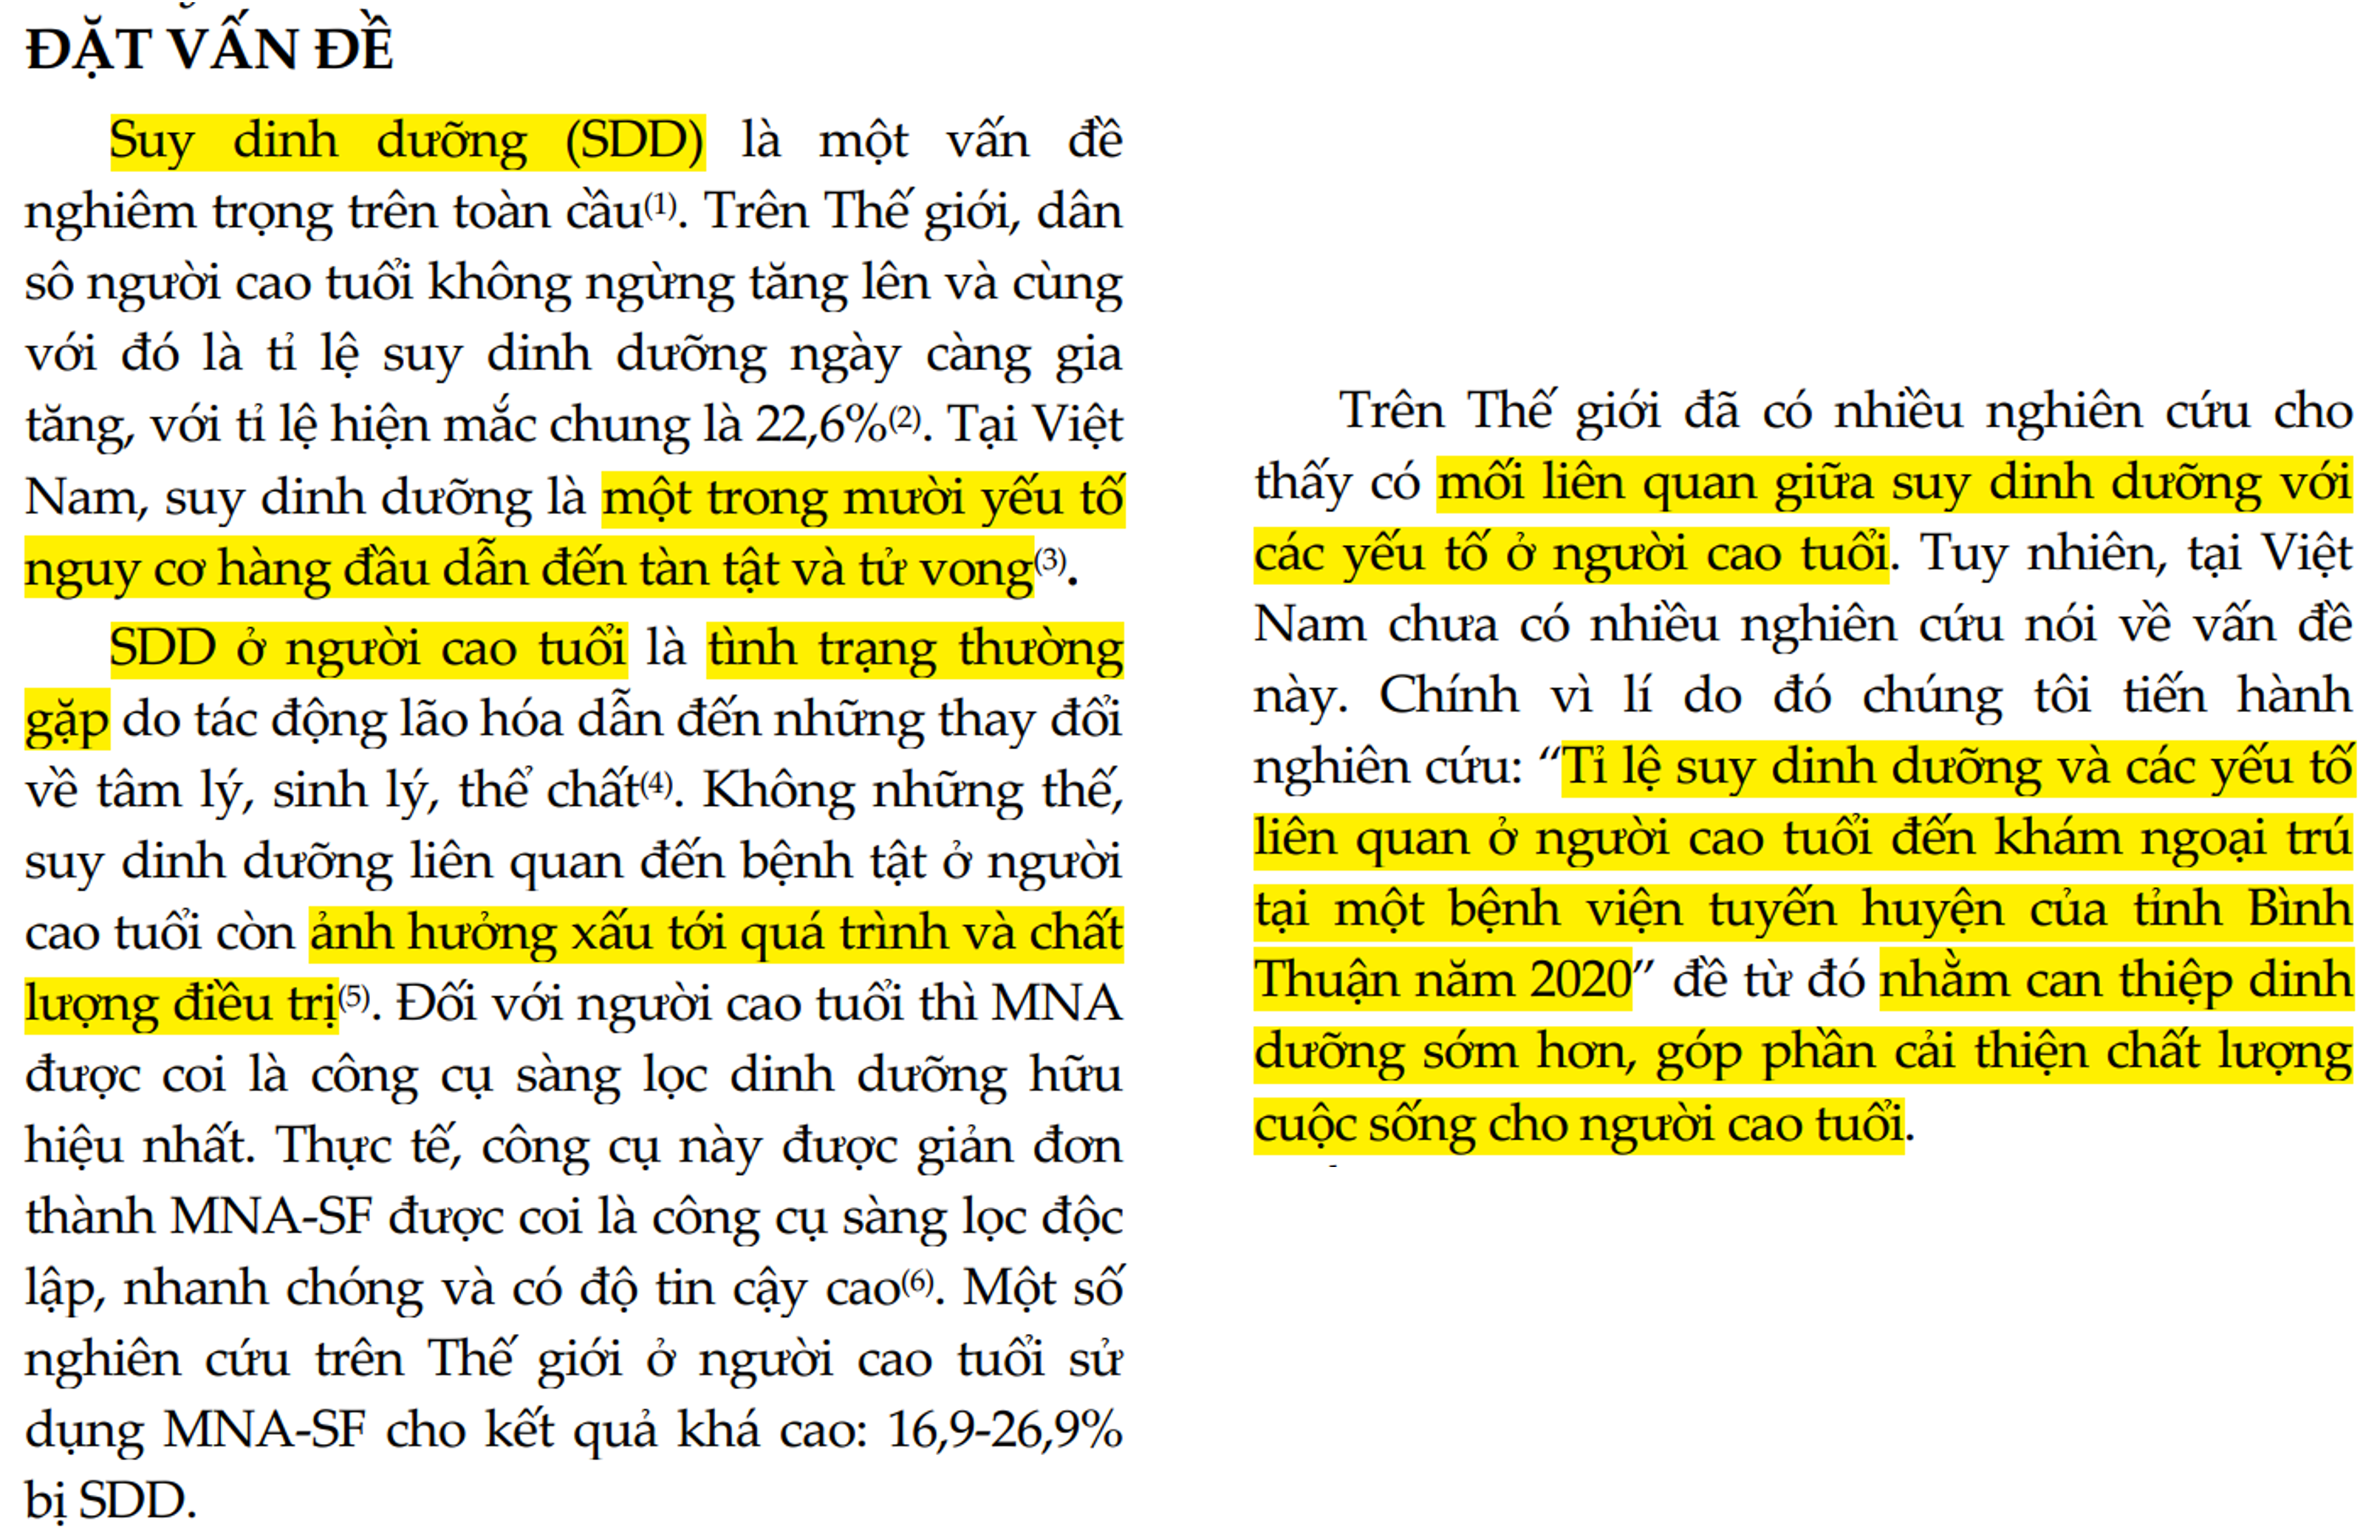 ĐẶT VẤN ĐỀ
Suy dinh dưỡng (SDD) là một vấn đề
nghiêm trọng trên toàn cầu(1). Trên Thế giới, dân
sô người cao tuổi không ngừng tăng lên và cùng
với đó là tỉ lệ suy dinh dưỡng ngày càng gia
tăng, với tỉ lệ hiện mắc chung là 22,6%(2). Tại Việt
Nam, suy dinh dưỡng là một trong mười yếu tố
nguy cơ hàng đầu dẫn đến tàn tật và tử vong(3).
SDD ở người cao tuổi là tình trạng thường
gặp do tác động lão hóa dẫn đến những thay đổi
về tâm lý, sinh lý, thể chất(4). Không những thế,
suy dinh dưỡng liên quan đến bệnh tật ở người
cao tuổi còn ảnh hưởng xấu tới quá trình và chất
lượng điều trị(5). Đối với người cao tuổi thì MNA
được coi là công cụ sàng lọc dinh dưỡng hữu
hiệu nhất. Thực tế, công cụ này được giản đơn
thành MNA-SF được coi là công cụ sàng lọc độc
lập, nhanh chóng và có độ tin cậy cao(6). Một số
nghiên cứu trên Thế giới ở người cao tuổi sử
dụng MNA-SF cho kết quả khá cao: 16,9-26,9%
bị SDD.
Trên Thế giới đã có nhiều nghiên cứu cho
thấy có mối liên quan giữa suy dinh dưỡng với
các yếu tố ở người cao tuổi. Tuy nhiên, tại Việt
Nam chưa có nhiều nghiên cứu nói về vấn đề
này. Chính vì lí do đó chúng tôi tiến hành
nghiên cứu: “Tỉ lệ suy dinh dưỡng và các yếu tố
liên quan ở người cao tuổi đến khám ngoại trú
tại một bệnh viện tuyến huyện của tỉnh Bình
Thuận năm 2020” đề từ đó nhằm can thiệp dinh
dưỡng sớm hơn, góp phần cải thiện chất lượng
cuộc sống cho người cao tuổi.